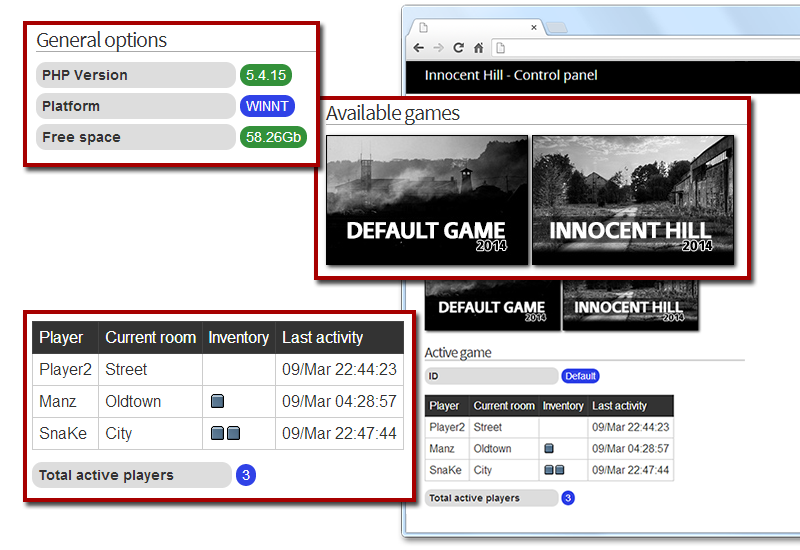 General options
PHP Version 5.4.15
Platform WINNT
Free space 58.26Gb
Innocent Hill - Control panel
Available games
DEFAULT GAME
2014
INNOCENT HILL
2014
DEFAULT GAME
2014
INNOCENT HILL
2014
Active game
ID Default
Player Current room Inventory Last activity
Player2 Street 09/Mar 22:44:23
Manz Oldtown 09/Mar 04:28:57
SnaKe City 09/Mar 22:47:44
Total active players 3
Player Current room Inventory Last activity
Player2 Street 09/Mar 22:44:23
Manz Oldtown 09/Mar 04:28:57
SnaKe City 09/Mar 22:47:44
Total active players 3